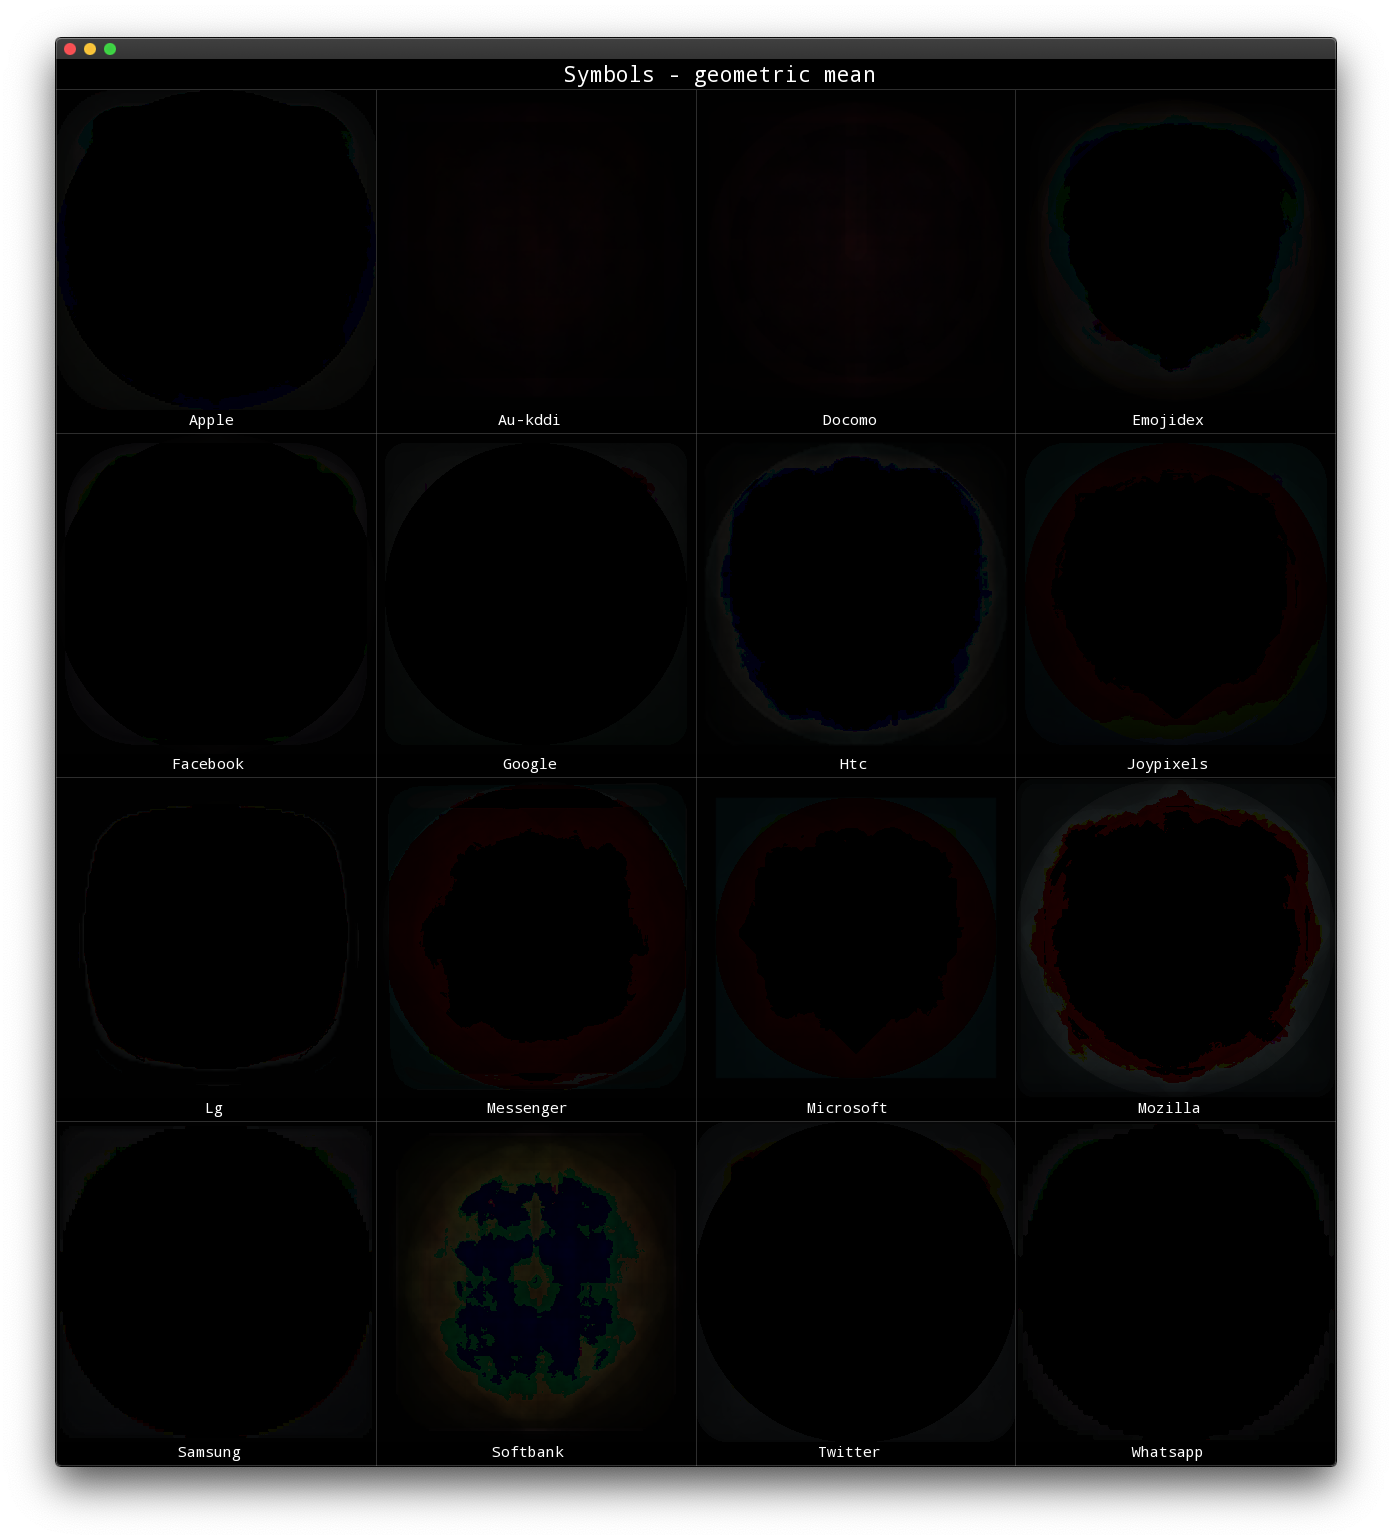 Symbols - geometric mean
Apple
Au-kddi
Docomo
Emojidex
Facebook
Google
Htc
Joypixels
Lg
Messenger
Microsoft
Mozilla
Samsung
Softbank
Twitter
Whatsapp